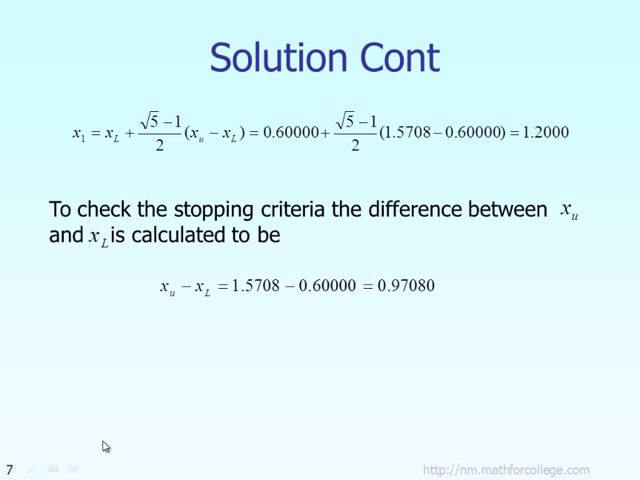 Solution Cont
x₁ = x_L + (√5 − 1)/2 (x_u − x_L) = 0.60000 + (√5 − 1)/2 (1.5708 − 0.60000) = 1.2000
To check the stopping criteria the difference between x_u
and x_L is calculated to be
x_u − x_L = 1.5708 − 0.60000 = 0.97080
7
http://nm.mathforcollege.com